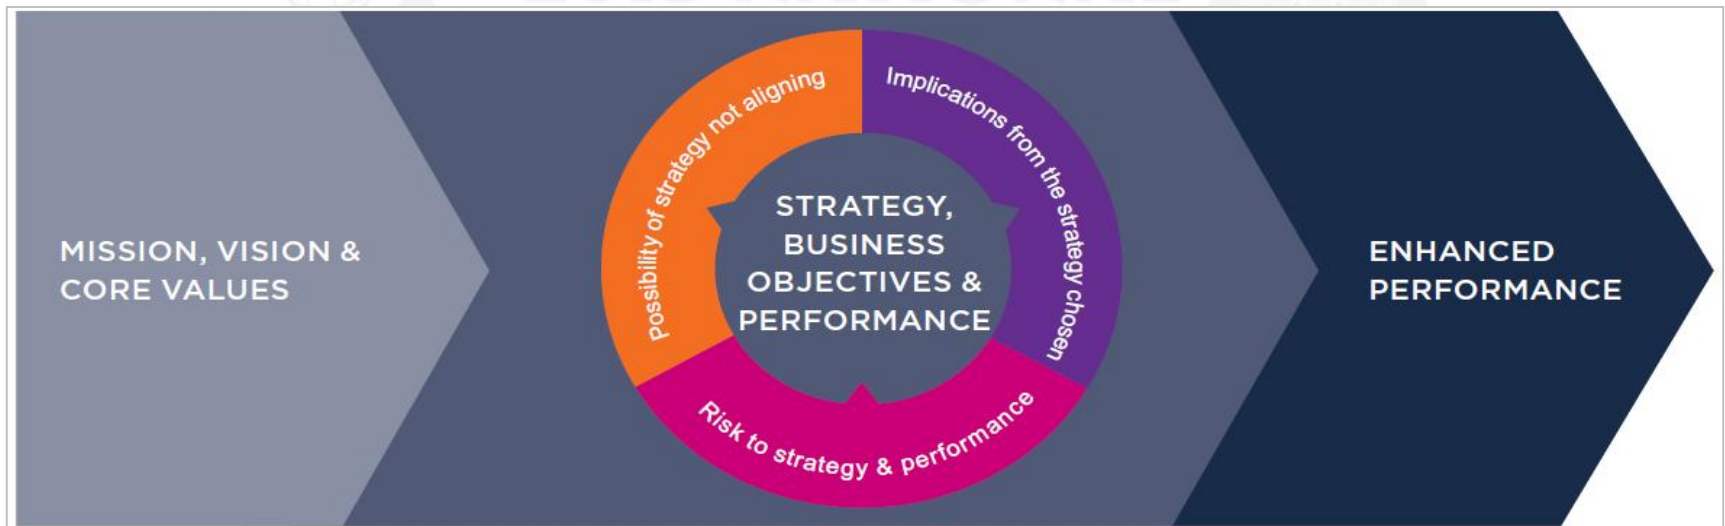 MISSION, VISION &
CORE VALUES
Possibility of strategy not aligning
Implications from the strategy chosen
Risk to strategy & performance
STRATEGY,
BUSINESS
OBJECTIVES &
PERFORMANCE
ENHANCED
PERFORMANCE